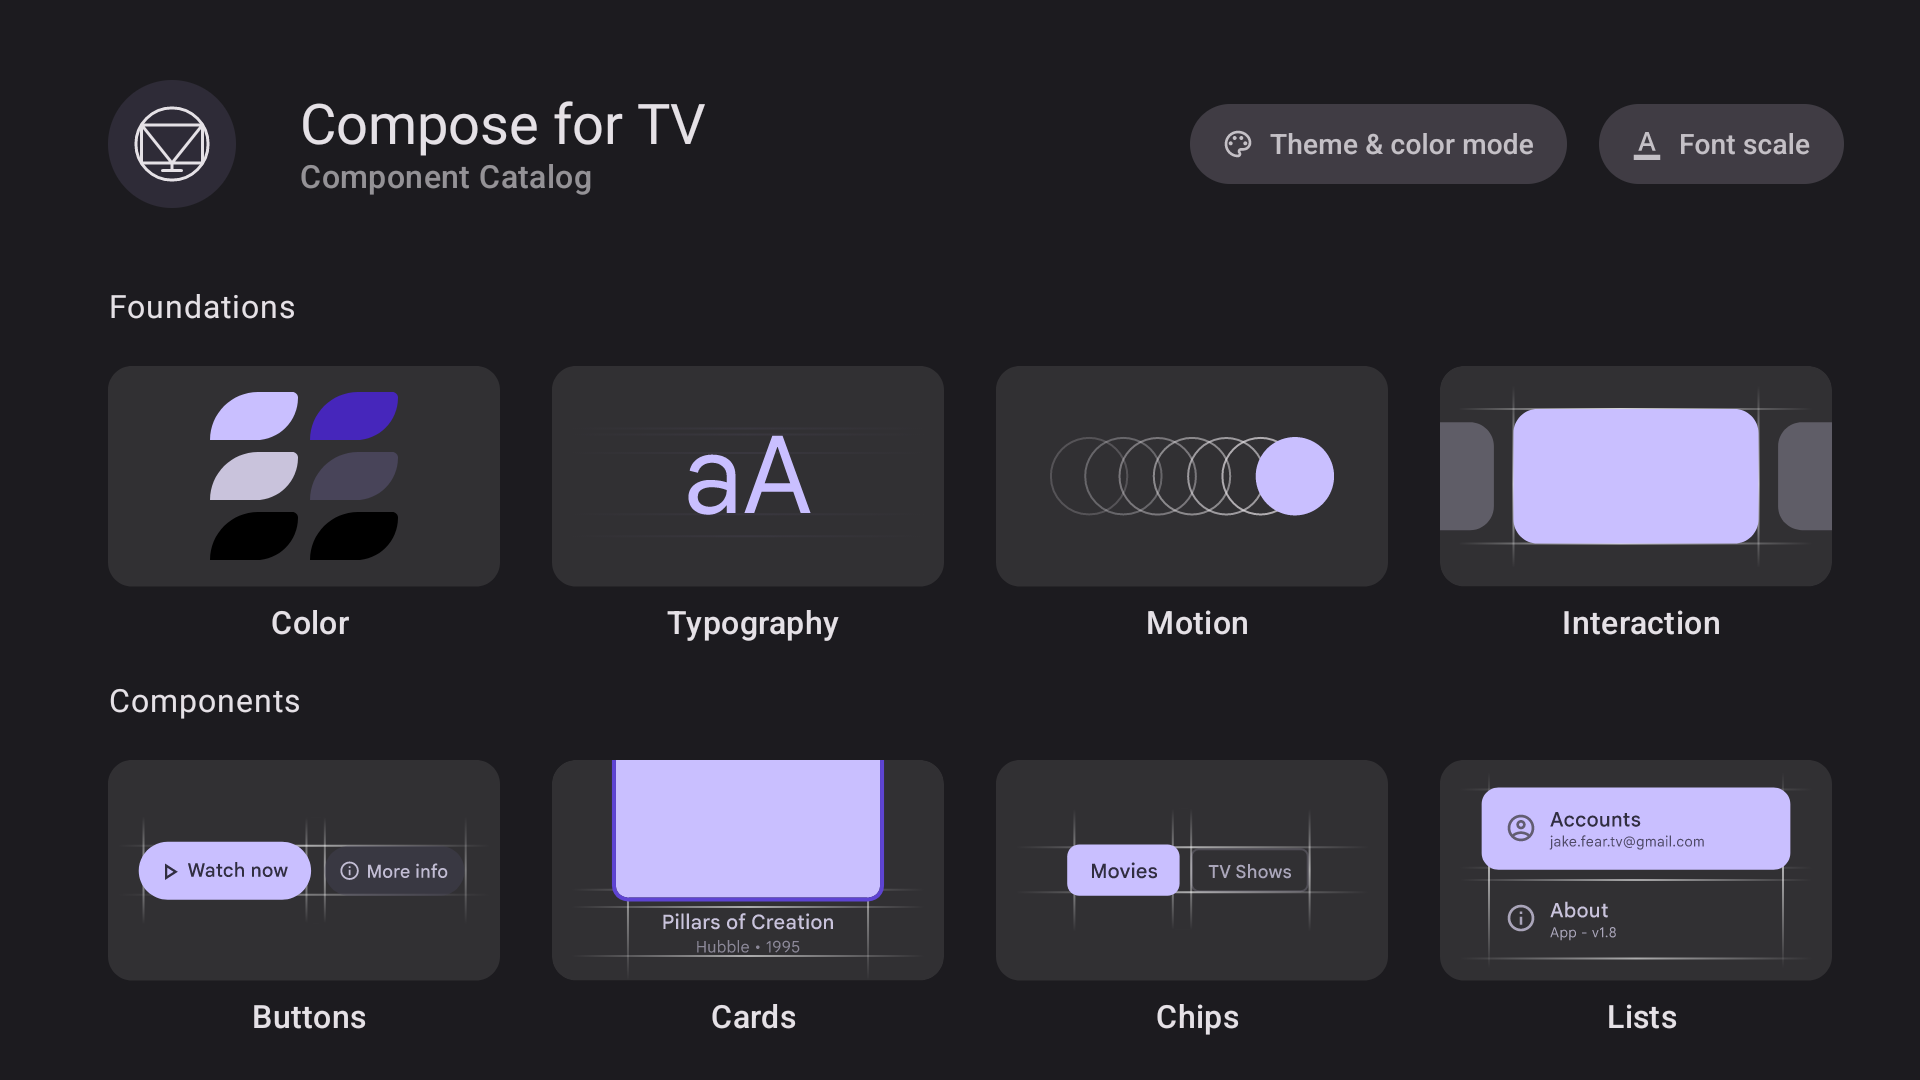 Compose for TV
Component Catalog
Theme & color mode
A Font scale
Foundations
aA
Color
Typography
Motion
Interaction
Components
Watch now
More info
Pillars of Creation
Hubble • 1995
Movies
TV Shows
Accounts
jake.fear.tv@gmail.com
About
App - v1.8
Buttons
Cards
Chips
Lists